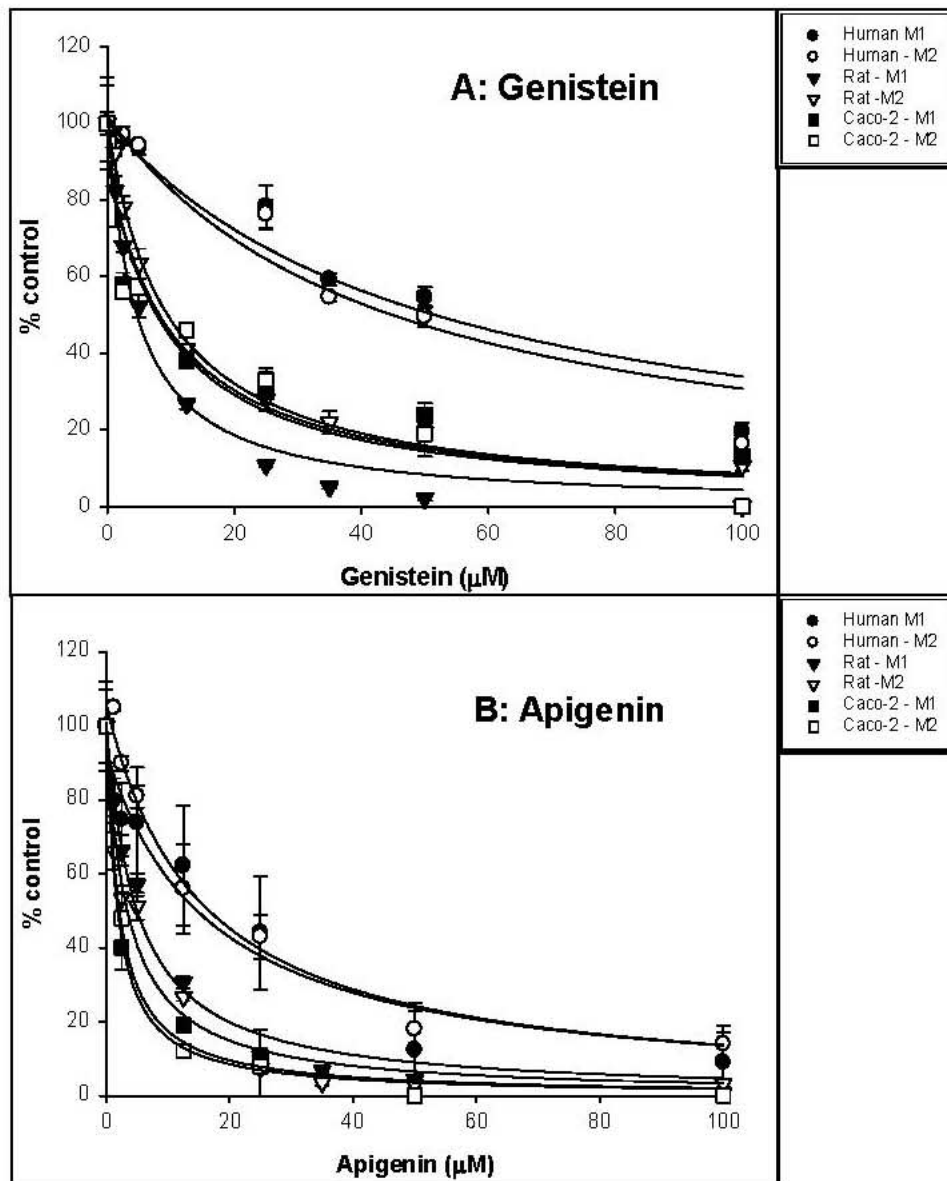 120
100
80
60
40
20
0
% control
A: Genistein
0 20 40 60 80 100
Genistein (μM)
Human M1
Human - M2
Rat - M1
Rat -M2
Caco-2 - M1
Caco-2 - M2
120
100
80
60
40
20
0
% control
B: Apigenin
0 20 40 60 80 100
Apigenin (μM)
Human M1
Human - M2
Rat - M1
Rat -M2
Caco-2 - M1
Caco-2 - M2